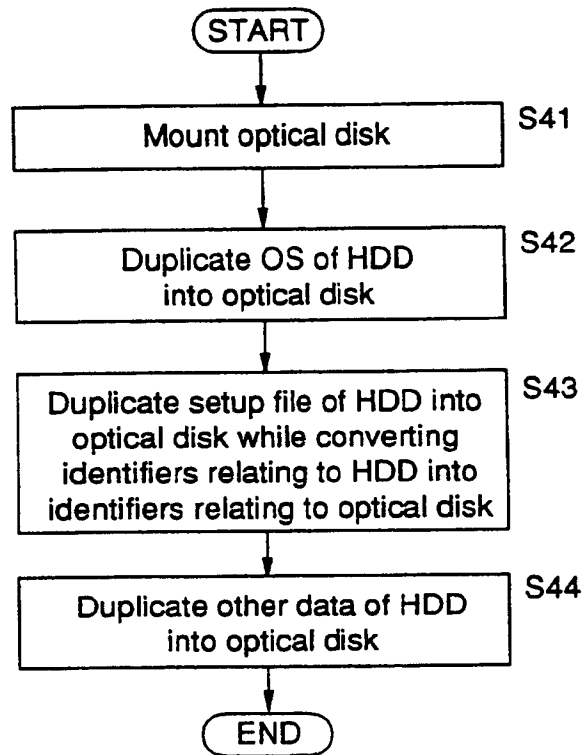 START
S41
Mount optical disk
S42
Duplicate OS of HDD
into optical disk
S43
Duplicate setup file of HDD into
optical disk while converting
identifiers relating to HDD into
identifiers relating to optical disk
S44
Duplicate other data of HDD
into optical disk
END